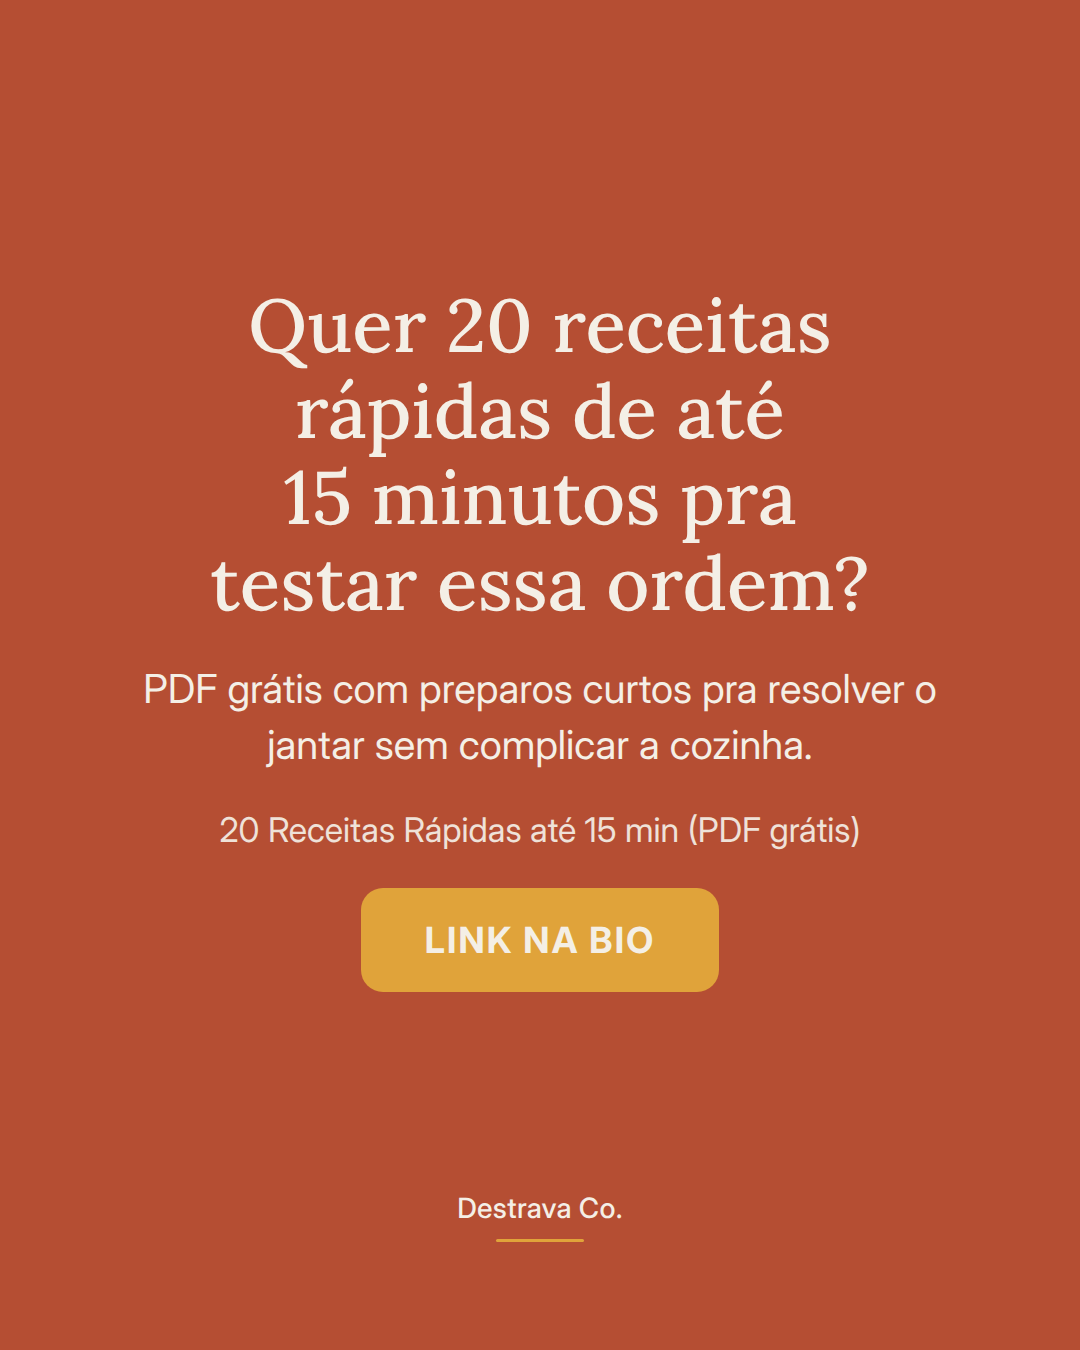 Quer 20 receitas
rápidas de até
15 minutos pra
testar essa ordem?
PDF grátis com preparos curtos pra resolver o
jantar sem complicar a cozinha.
20 Receitas Rápidas até 15 min (PDF grátis)
LINK NA BIO
Destrava Co.